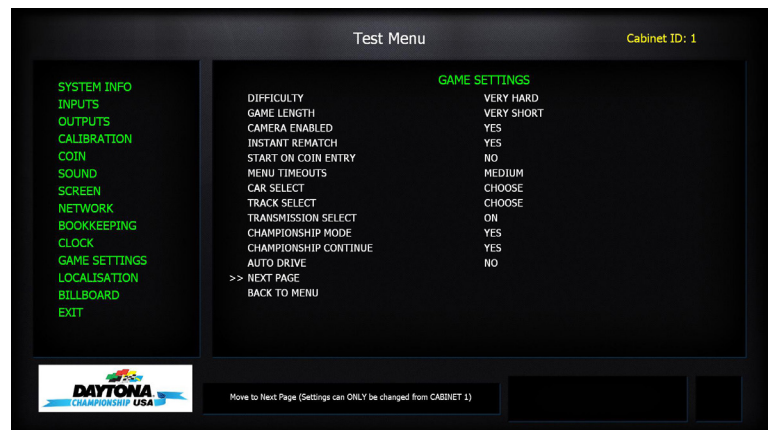 Test Menu
Cabinet ID: 1
SYSTEM INFO
INPUTS
OUTPUTS
CALIBRATION
COIN
SOUND
SCREEN
NETWORK
BOOKKEEPING
CLOCK
GAME SETTINGS
LOCALISATION
BILLBOARD
EXIT
GAME SETTINGS
DIFFICULTY VERY HARD
GAME LENGTH VERY SHORT
CAMERA ENABLED YES
INSTANT REMATCH YES
START ON COIN ENTRY NO
MENU TIMEOUTS MEDIUM
CAR SELECT CHOOSE
TRACK SELECT CHOOSE
TRANSMISSION SELECT ON
CHAMPIONSHIP MODE YES
CHAMPIONSHIP CONTINUE YES
AUTO DRIVE NO
>> NEXT PAGE
BACK TO MENU
DAYTONA
CHAMPIONSHIP USA
Move to Next Page (Settings can ONLY be changed from CABINET 1)